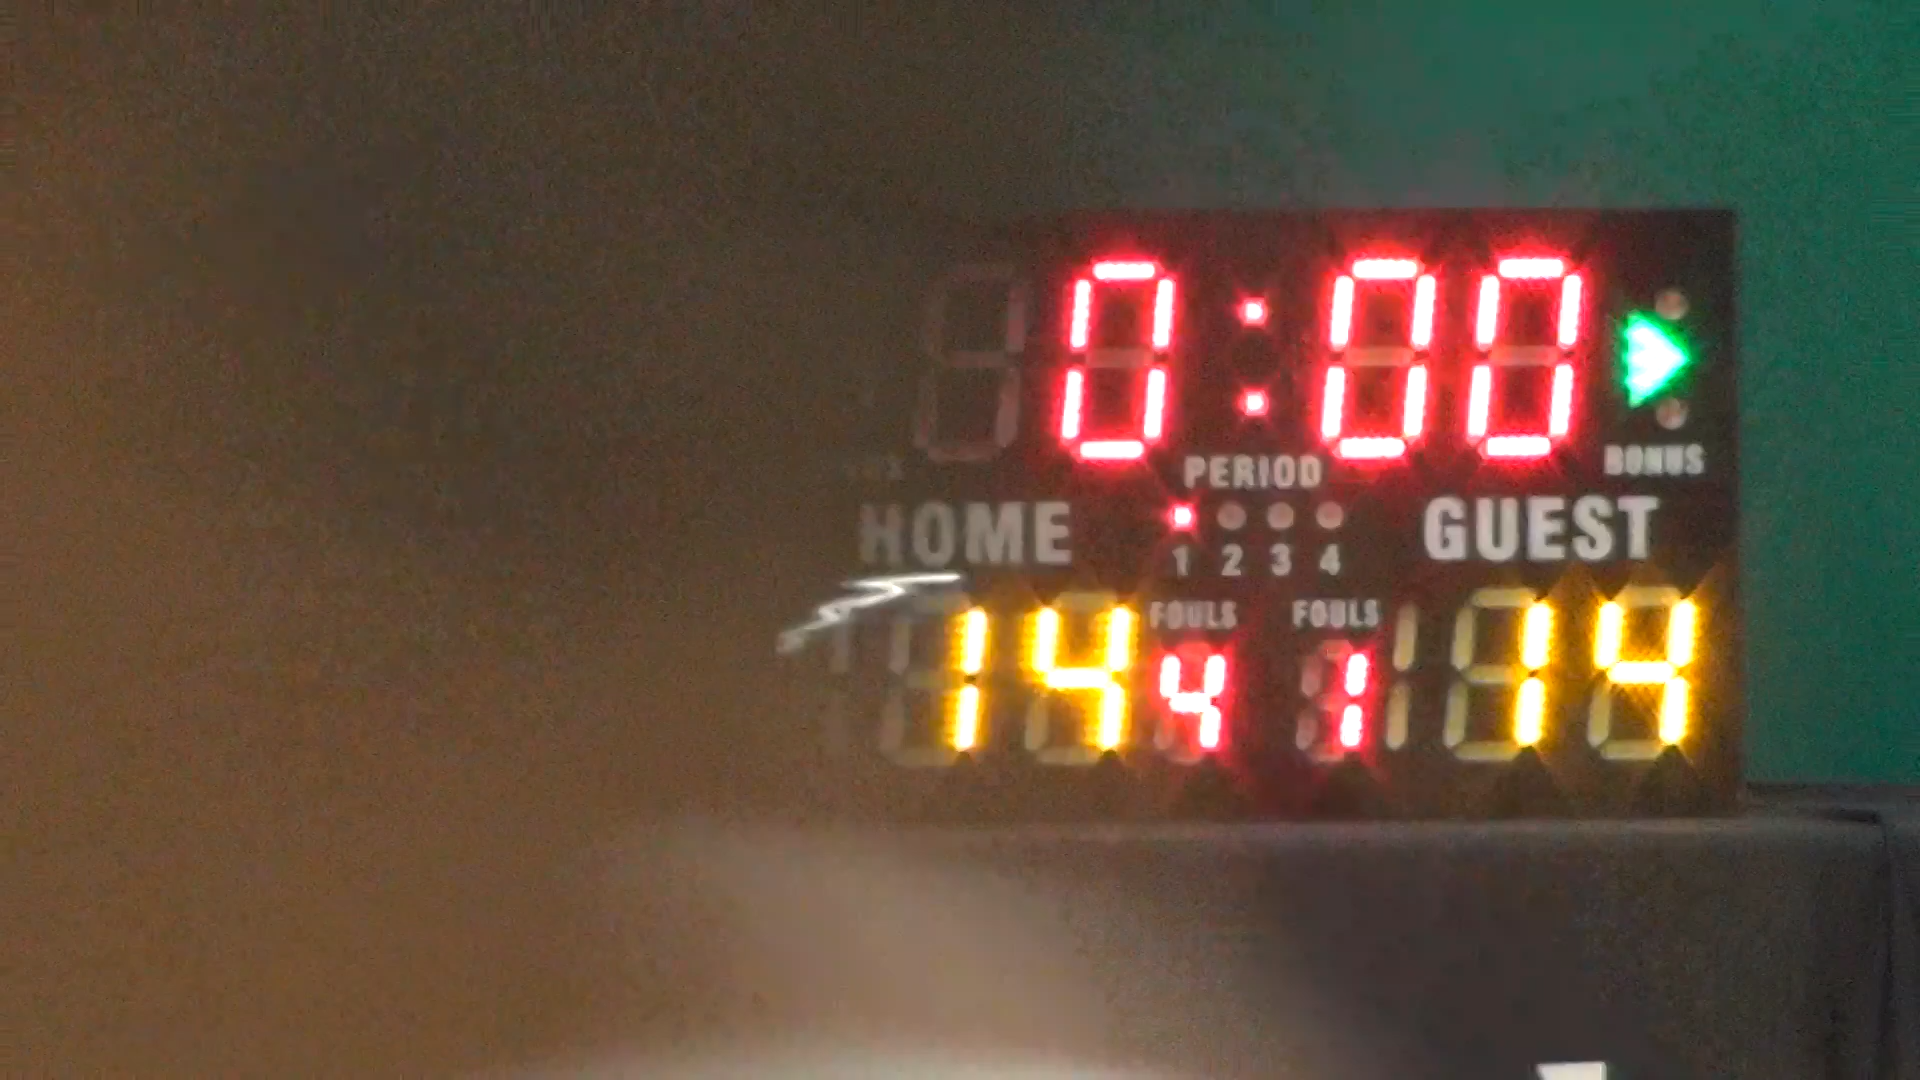 0:00
PERIOD
BONUS
HOME
GUEST
1 2 3 4
FOULS FOULS
14 4 1 14